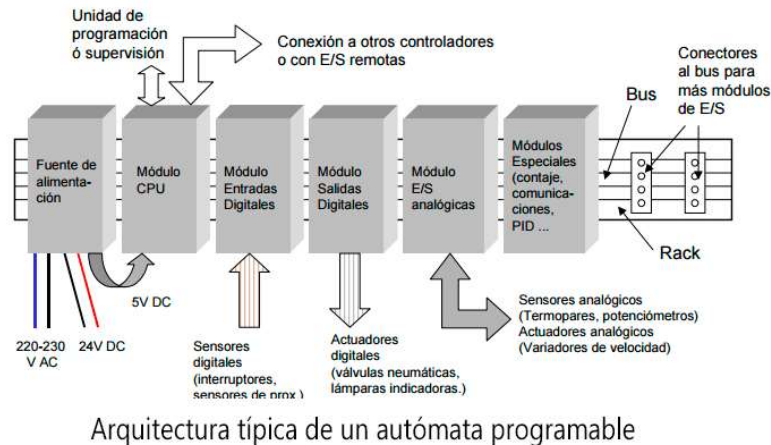 Unidad de
programación
ó supervisión
Conexión a otros controladores
o con E/S remotas
Conectores
al bus para
más módulos
de E/S
Bus
Fuente de
alimenta-
ción
Módulo
CPU
Módulo
Entradas
Digitales
Módulo
Salidas
Digitales
Módulo
E/S
analógicas
Módulos
Especiales
(contaje,
comunica-
ciones,
PID ...
Rack
5V DC
220-230
V AC
24V DC
Sensores
digitales
(interruptores,
sensores de prox.)
Actuadores
digitales
(válvulas neumáticas,
lámparas indicadoras.)
Sensores analógicos
(Termopares, potenciómetros)
Actuadores analógicos
(Variadores de velocidad)
Arquitectura típica de un autómata programable